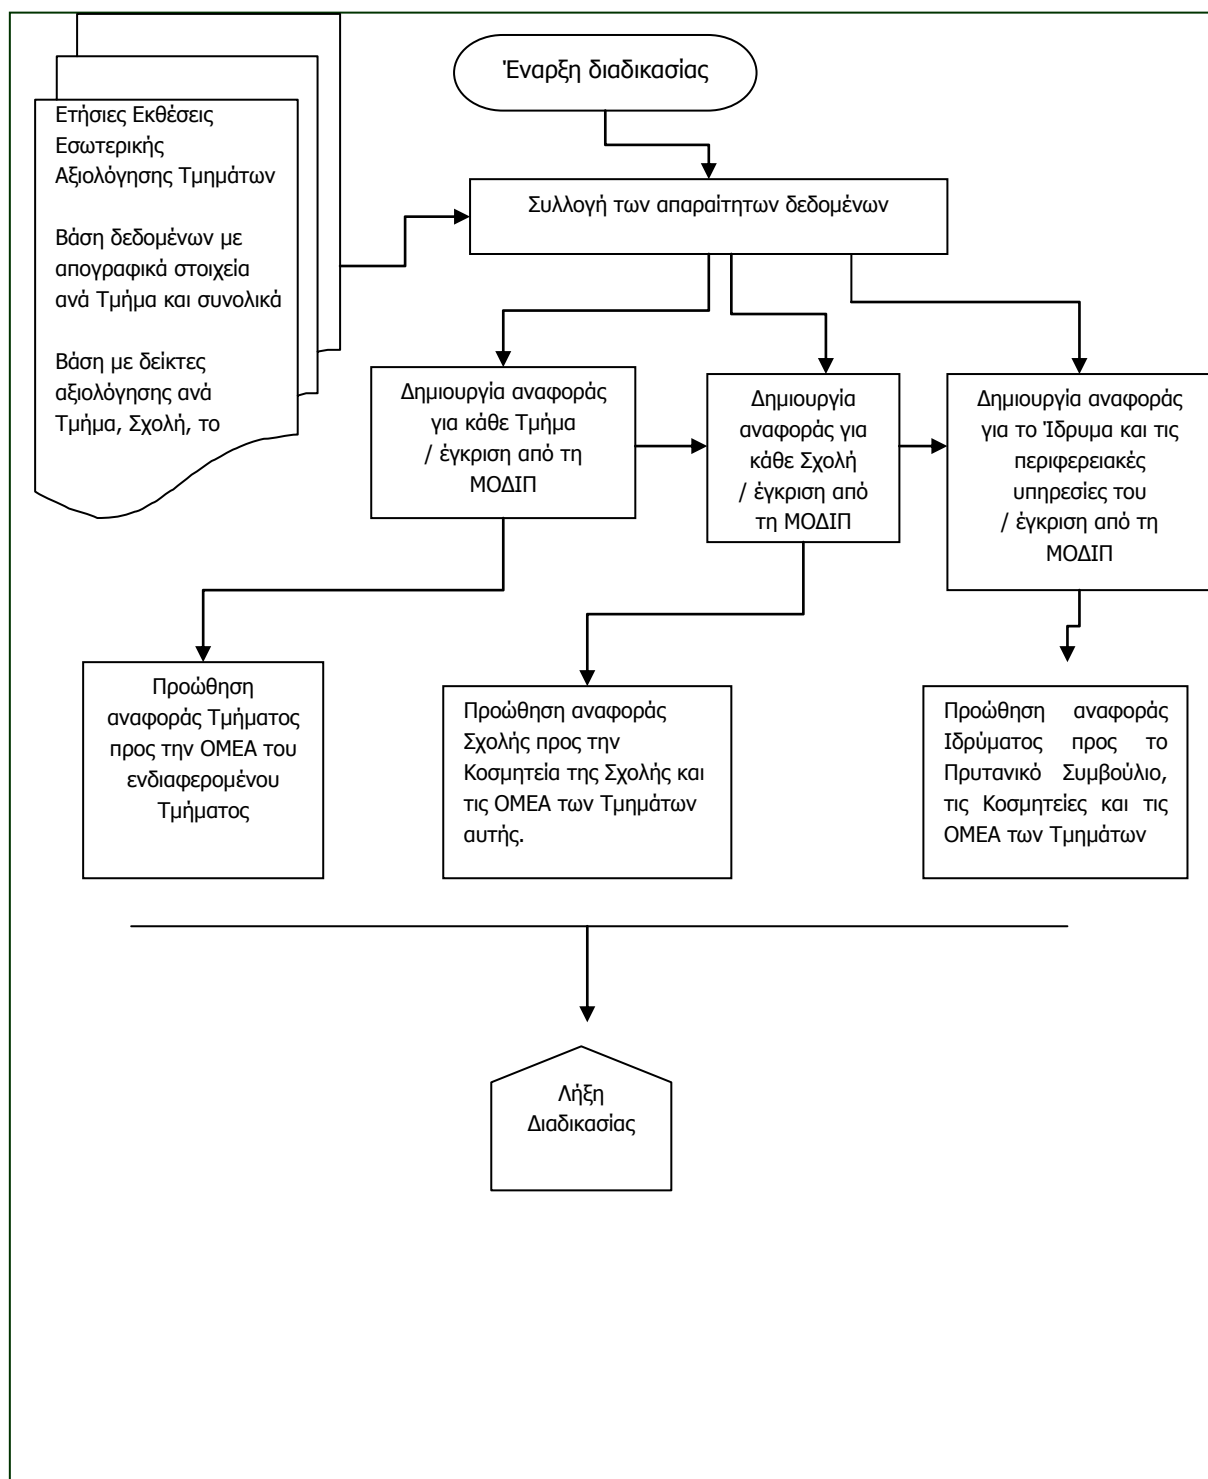 Έναρξη διαδικασίας
Ετήσιες Εκθέσεις
Εσωτερικής
Αξιολόγησης Τμημάτων
Βάση δεδομένων με
απογραφικά στοιχεία
ανά Τμήμα και συνολικά
Βάση με δείκτες
αξιολόγησης ανά
Τμήμα, Σχολή, το
Συλλογή των απαραίτητων δεδομένων
Δημιουργία αναφοράς
για κάθε Τμήμα
/ έγκριση από τη
ΜΟΔΙΠ
Δημιουργία
αναφοράς για
κάθε Σχολή
/ έγκριση από
τη ΜΟΔΙΠ
Δημιουργία αναφοράς
για το Ίδρυμα και τις
περιφερειακές
υπηρεσίες του
/ έγκριση από τη
ΜΟΔΙΠ
Προώθηση
αναφοράς Τμήματος
προς την ΟΜΕΑ του
ενδιαφερομένου
Τμήματος
Προώθηση αναφοράς
Σχολής προς την
Κοσμητεία της Σχολής και
τις ΟΜΕΑ των Τμημάτων
αυτής.
Προώθηση αναφοράς
Ιδρύματος προς το
Πρυτανικό Συμβούλιο,
τις Κοσμητείες και τις
ΟΜΕΑ των Τμημάτων
Λήξη
Διαδικασίας